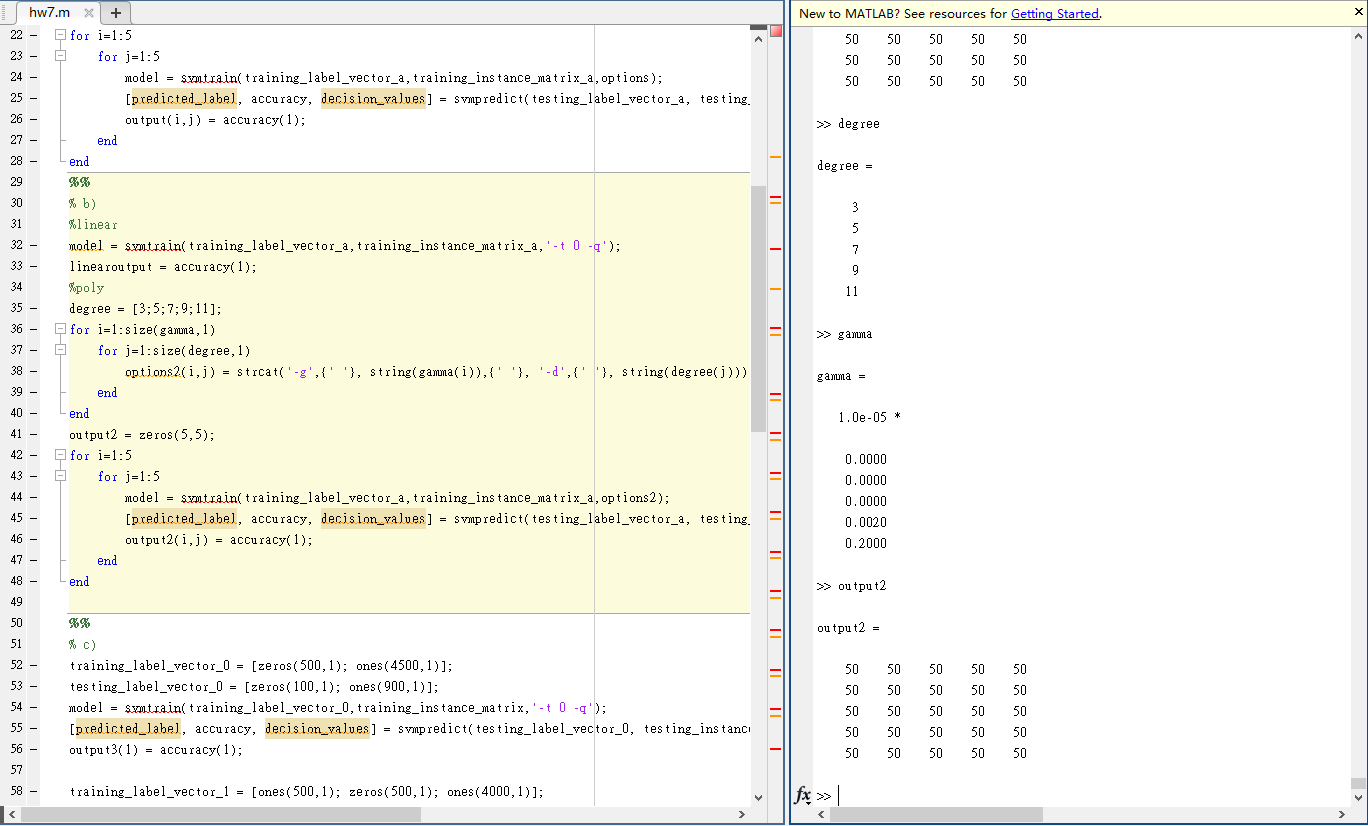 hw7.m
22 - for i=1:5
23 - for j=1:5
24 - model = svmtrain(training_label_vector_a,training_instance_matrix_a,options);
25 - [predicted_label, accuracy, decision_values] = svmpredict(testing_label_vector_a, testing_
26 - output(i,j) = accuracy(1);
27 - end
28 - end
29 %%
30 % b)
31 %linear
32 - model = svmtrain(training_label_vector_a,training_instance_matrix_a,'-t 0 -q');
33 - linearoutput = accuracy(1);
34 %poly
35 - degree = [3;5;7;9;11];
36 - for i=1:size(gamma,1)
37 - for j=1:size(degree,1)
38 - options2(i,j) = strcat('-g',{' '}, string(gamma(i)),{' '}, '-d',{' '}, string(degree(j)))
39 - end
40 - end
41 - output2 = zeros(5,5);
42 - for i=1:5
43 - for j=1:5
44 - model = svmtrain(training_label_vector_a,training_instance_matrix_a,options2);
45 - [predicted_label, accuracy, decision_values] = svmpredict(testing_label_vector_a, testing_
46 - output2(i,j) = accuracy(1);
47 - end
48 - end
49
50 %%
51 % c)
52 - training_label_vector_0 = [zeros(500,1); ones(4500,1)];
53 - testing_label_vector_0 = [zeros(100,1); ones(900,1)];
54 - model = svmtrain(training_label_vector_0,training_instance_matrix,'-t 0 -q');
55 - [predicted_label, accuracy, decision_values] = svmpredict(testing_label_vector_0, testing_instanc
56 - output3(1) = accuracy(1);
57
58 - training_label_vector_1 = [ones(500,1); zeros(500,1); ones(4000,1)];
New to MATLAB? See resources for Getting Started.
50 50 50 50 50
50 50 50 50 50
50 50 50 50 50
>> degree
degree =
3
5
7
9
11
>> gamma
gamma =
1.0e-05 *
0.0000
0.0000
0.0000
0.0020
0.2000
>> output2
output2 =
50 50 50 50 50
50 50 50 50 50
50 50 50 50 50
50 50 50 50 50
50 50 50 50 50
fx >>